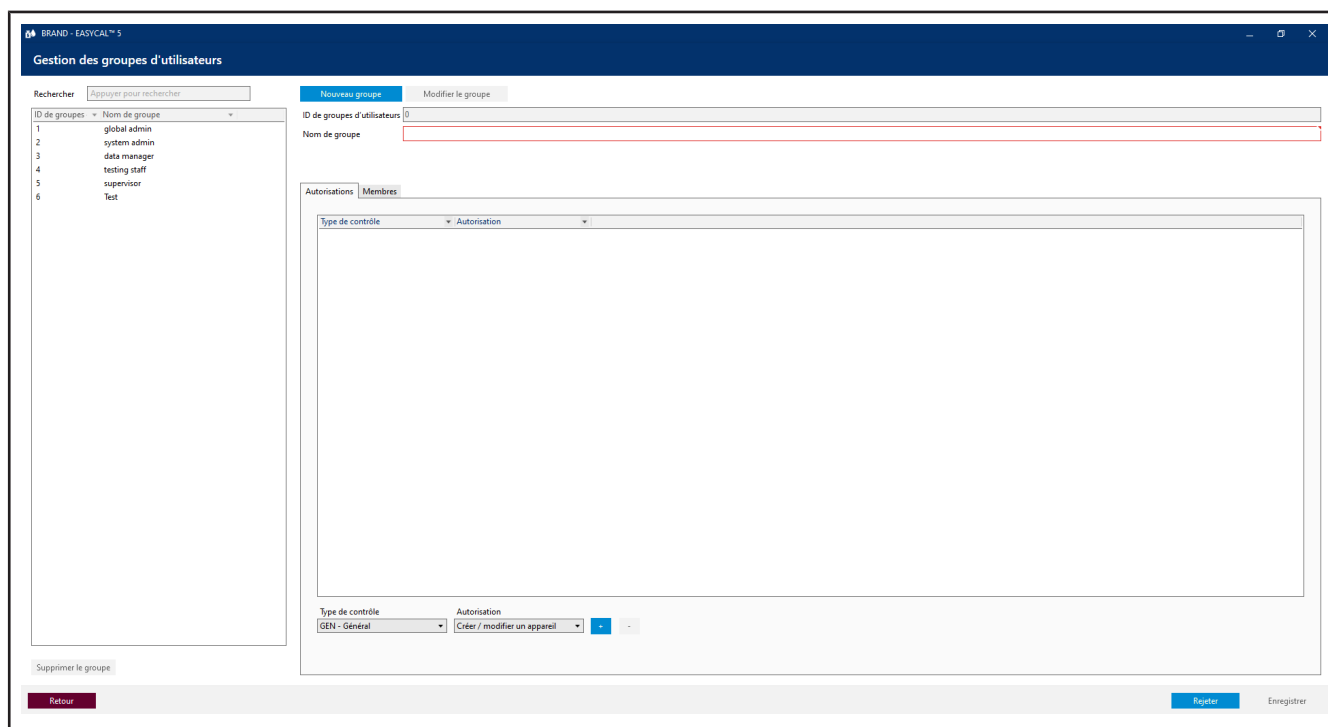 BRAND - EASYCAL™ 5
Gestion des groupes d'utilisateurs
Rechercher Appuyer pour rechercher
ID de groupes Nom de groupe
1 global admin
2 system admin
3 data manager
4 testing staff
5 supervisor
6 Test
Supprimer le groupe
Nouveau groupe Modifier le groupe
ID de groupes d'utilisateurs 0
Nom de groupe
Autorisations Membres
Type de contrôle Autorisation
Type de contrôle Autorisation
GEN - Général Créer / modifier un appareil + -
Retour Rejeter Enregistrer